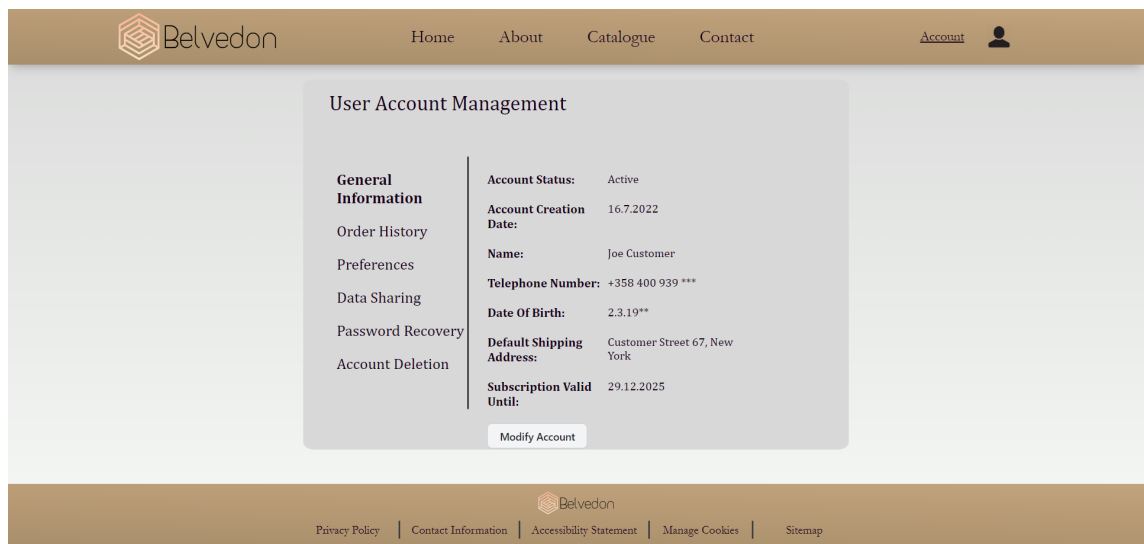 Belvedon
Home About Catalogue Contact Account
User Account Management
General
Information
Order History
Preferences
Data Sharing
Password Recovery
Account Deletion
Account Status: Active
Account Creation 16.7.2022
Date:
Name: Joe Customer
Telephone Number: +358 400 939 ***
Date Of Birth: 2.3.19**
Default Shipping Customer Street 67, New
Address: York
Subscription Valid 29.12.2025
Until:
Modify Account
Belvedon
Privacy Policy Contact Information Accessibility Statement Manage Cookies Sitemap